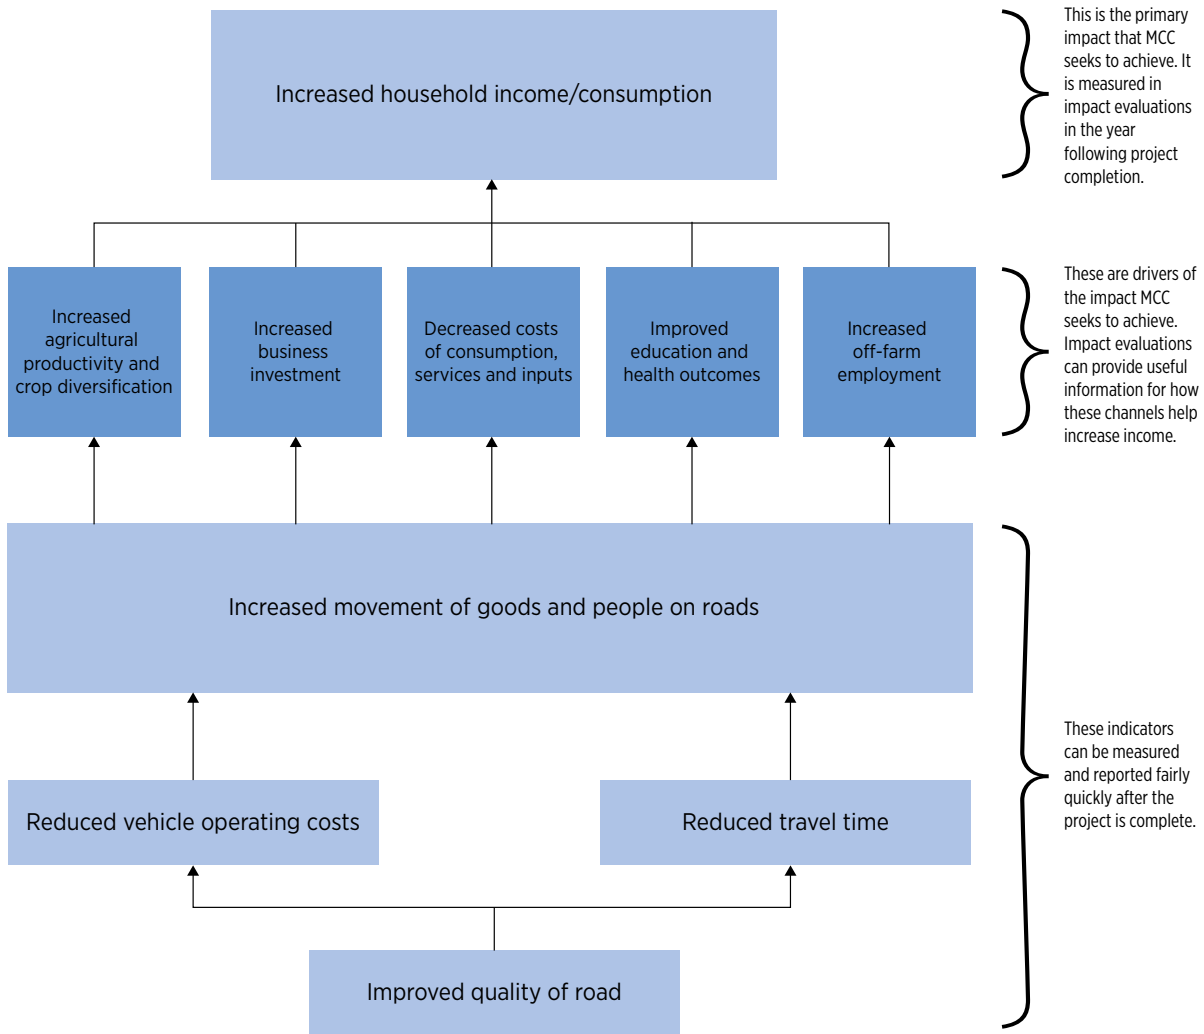 Increased household income/consumption
This is the primary
impact that MCC
seeks to achieve. It
is measured in
impact evaluations
in the year
following project
completion.
Increased
agricultural
productivity and
crop diversification
Increased
business
investment
Decreased costs
of consumption,
services and inputs
Improved
education and
health outcomes
Increased
off-farm
employment
These are drivers of
the impact MCC
seeks to achieve.
Impact evaluations
can provide useful
information for how
these channels help
increase income.
Increased movement of goods and people on roads
Reduced vehicle operating costs
Reduced travel time
Improved quality of road
These indicators
can be measured
and reported fairly
quickly after the
project is complete.